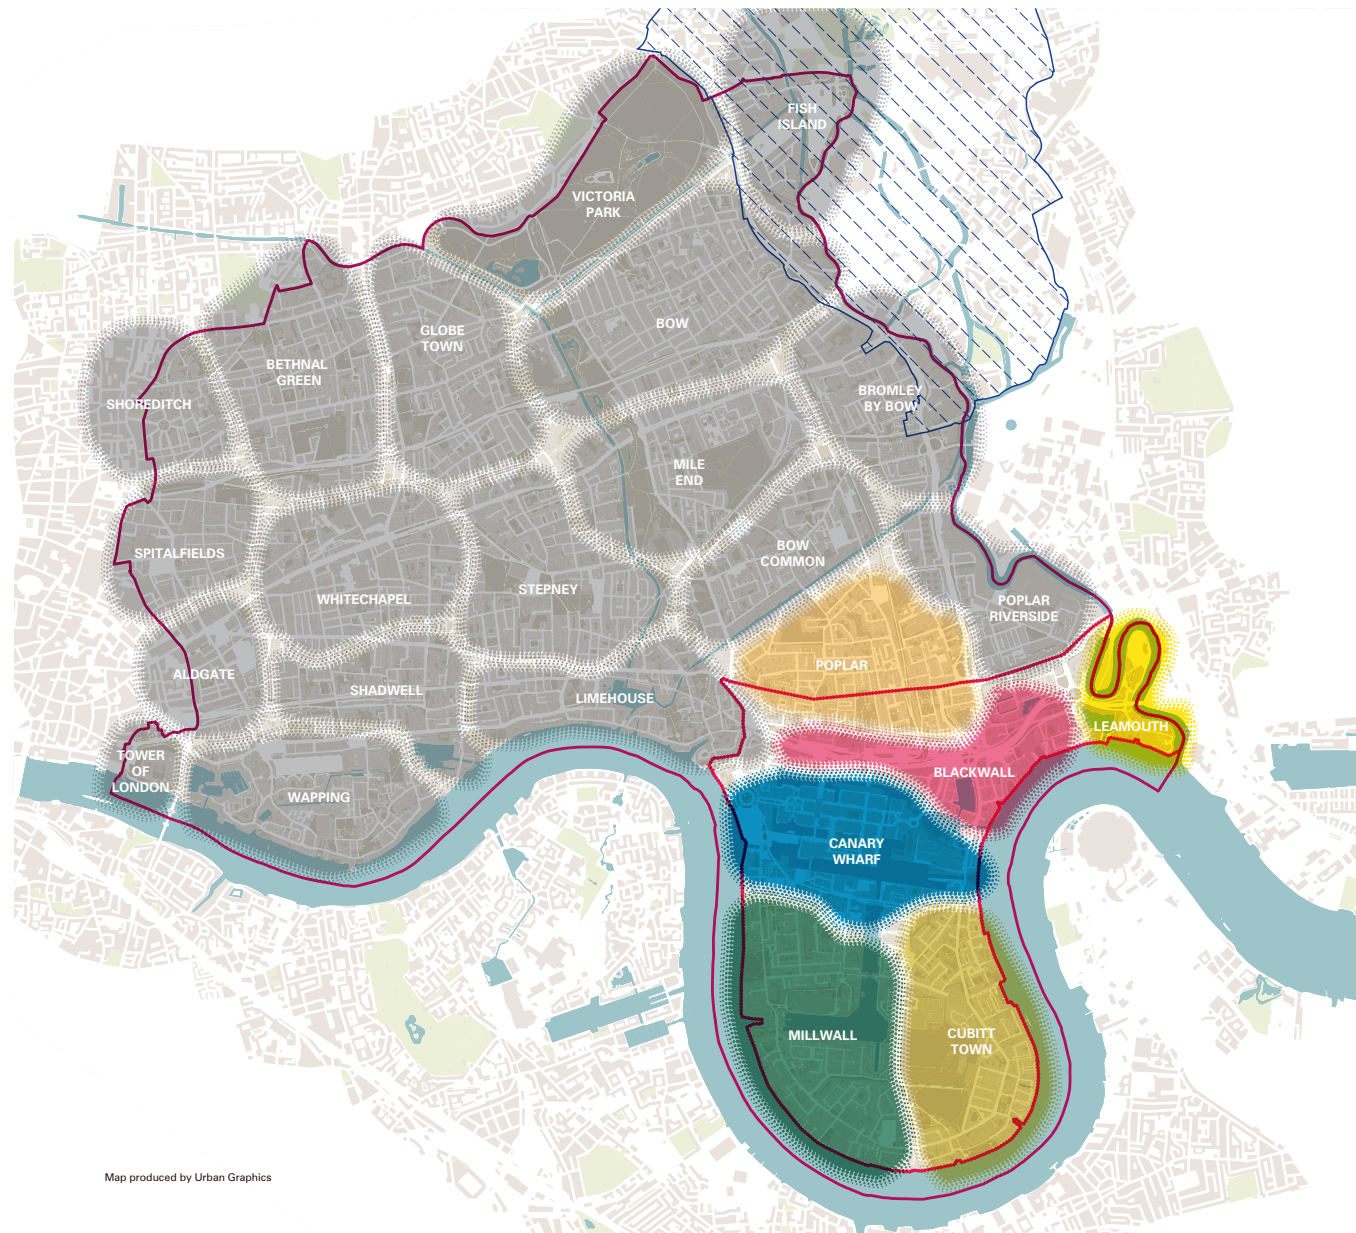 FISH
ISLAND
VICTORIA
PARK
BOW
GLOBE
TOWN
BETHNAL
GREEN
SHOREDITCH
BROMLEY
BY BOW
MILE
END
SPITALFIELDS
BOW
COMMON
STEPNEY
WHITECHAPEL
POPLAR
RIVERSIDE
POPLAR
ALDGATE
SHADWELL
LIMEHOUSE
LEAMOUTH
TOWER
OF
LONDON
BLACKWALL
WAPPING
CANARY
WHARF
MILLWALL
CUBITT
TOWN
Map produced by Urban Graphics